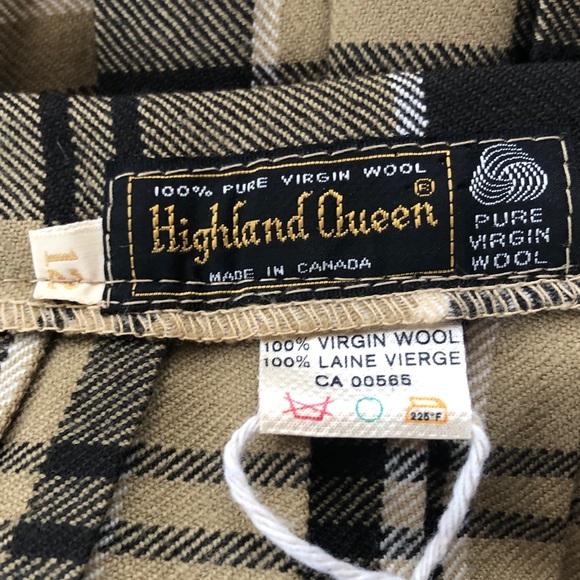 100% PURE VIRGIN WOOL
Highland Queen®
MADE IN CANADA
PURE
VIRGIN
WOOL
12
100% VIRGIN WOOL
100% LAINE VIERGE
CA 00565
225°F